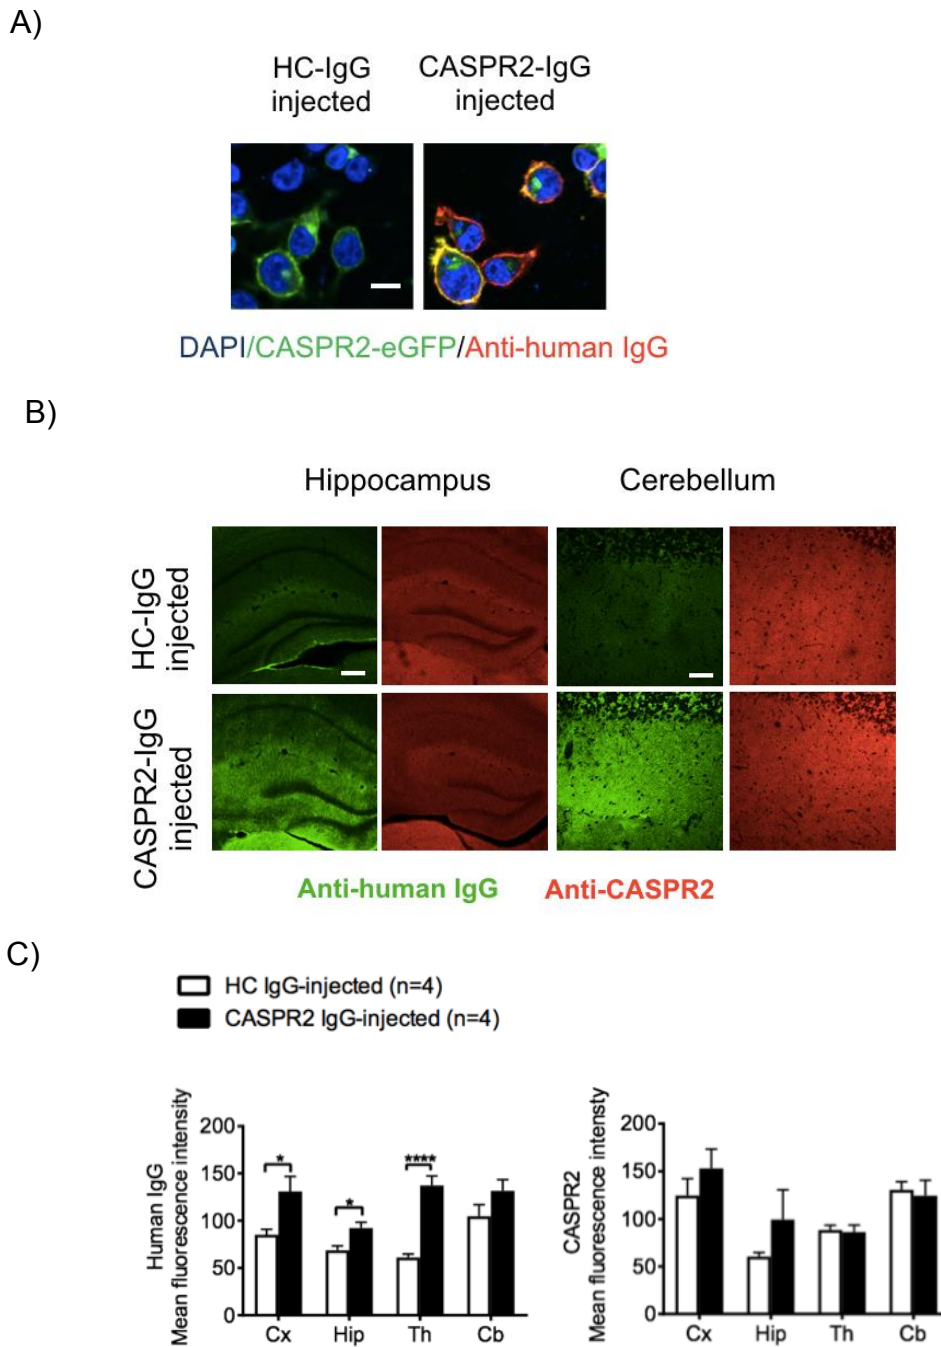 A)
HC-IgG
injected
CASPR2-IgG
injected
DAPI/CASPR2-eGFP/Anti-human IgG
B)
Hippocampus
Cerebellum
HC-IgG
injected
CASPR2-IgG
injected
Anti-human IgG
Anti-CASPR2
C)
HC IgG-injected (n=4)
CASPR2 IgG-injected (n=4)
Human IgG
Mean fluorescence intensity
200
150
100
50
0
*
*
****
Cx
Hip
Th
Cb
CASPR2
Mean fluorescence intensty
200
150
100
50
0
Cx
Hip
Th
Cb